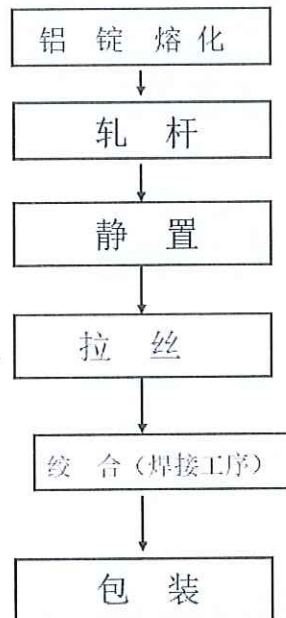 铝 锭 熔 化
轧 杆
静 置
拉 丝
绞 合（焊接工序）
包 装